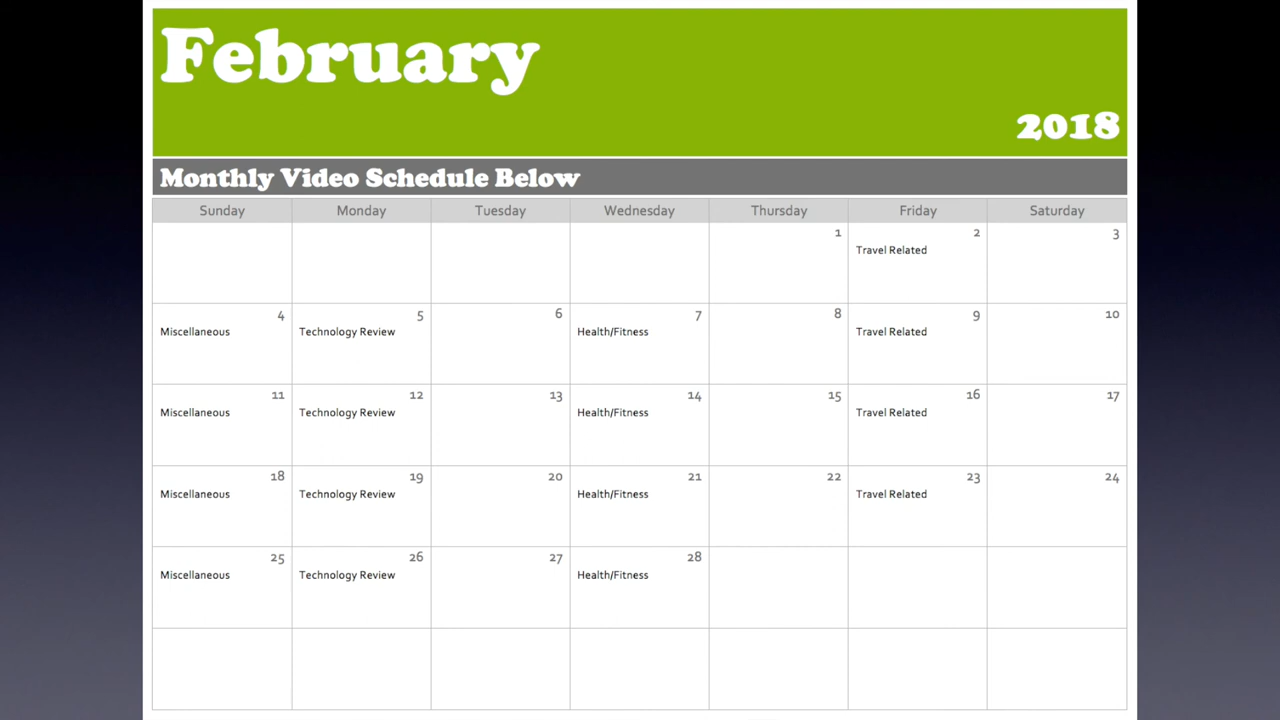 February
2018
Monthly Video Schedule Below
Sunday Monday Tuesday Wednesday Thursday Friday Saturday
1 2 3
Travel Related
4 5 6 7 8 9 10
Miscellaneous Technology Review Health/Fitness Travel Related
11 12 13 14 15 16 17
Miscellaneous Technology Review Health/Fitness Travel Related
18 19 20 21 22 23 24
Miscellaneous Technology Review Health/Fitness Travel Related
25 26 27 28
Miscellaneous Technology Review Health/Fitness